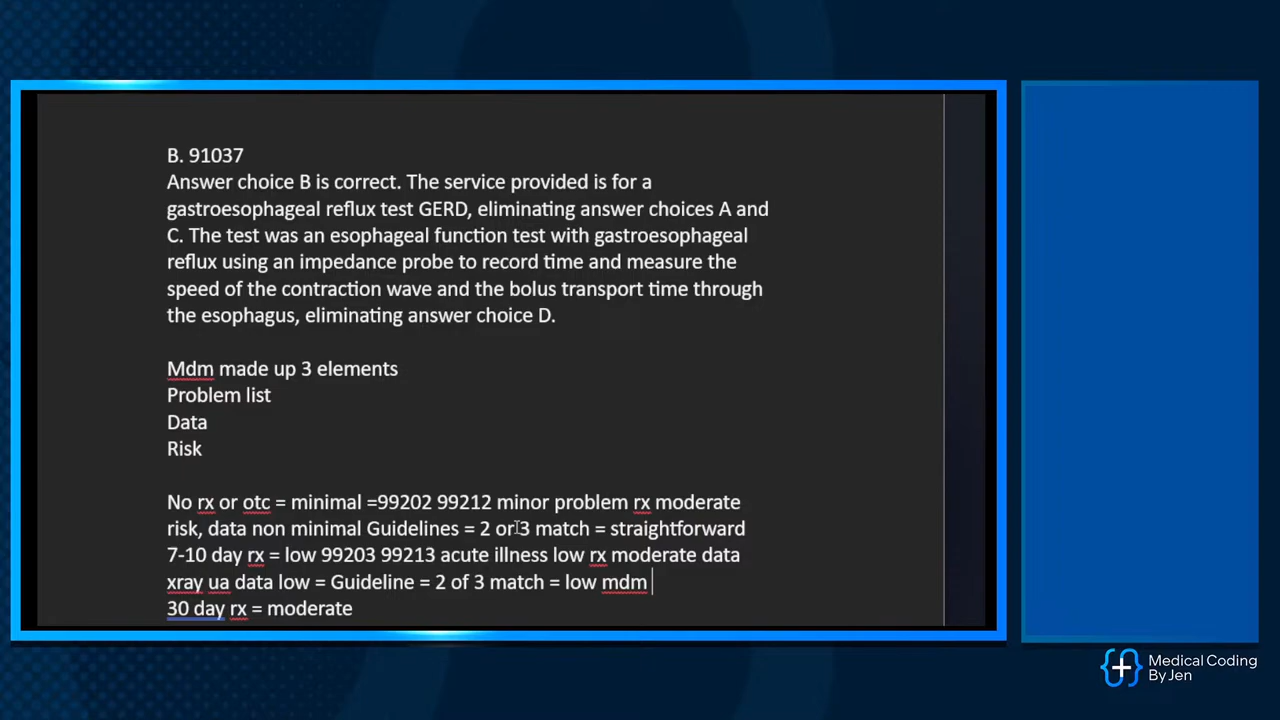 B. 91037
Answer choice B is correct. The service provided is for a
gastroesophageal reflux test GERD, eliminating answer choices A and
C. The test was an esophageal function test with gastroesophageal
reflux using an impedance probe to record time and measure the
speed of the contraction wave and the bolus transport time through
the esophagus, eliminating answer choice D.
Mdm made up 3 elements
Problem list
Data
Risk
No rx or otc = minimal =99202 99212 minor problem rx moderate
risk, data non minimal Guidelines = 2 or 3 match = straightforward
7-10 day rx = low 99203 99213 acute illness low rx moderate data
xray ua data low = Guideline = 2 of 3 match = low mdm
30 day rx = moderate
Medical Coding
By Jen